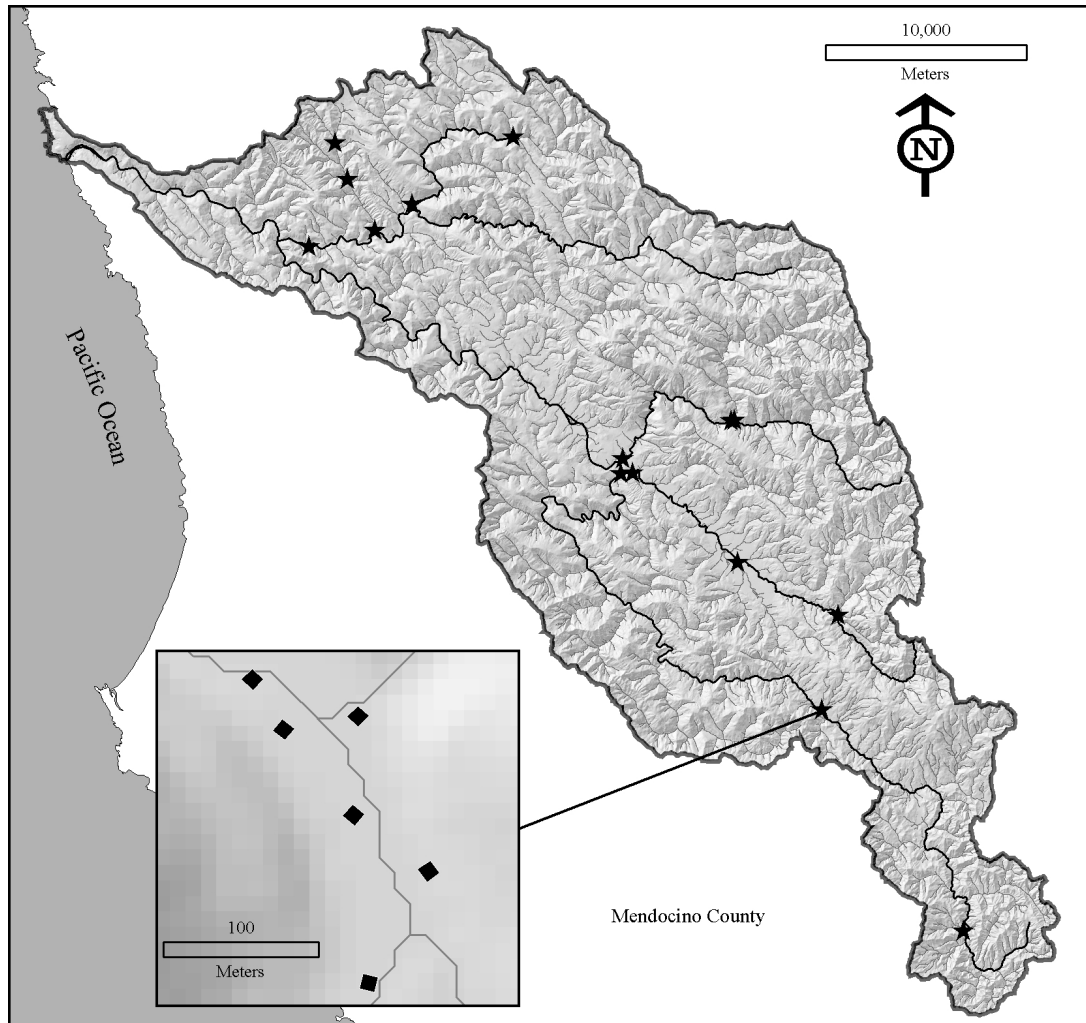 10,000
Meters
N
Pacific Ocean
100
Meters
Mendocino County